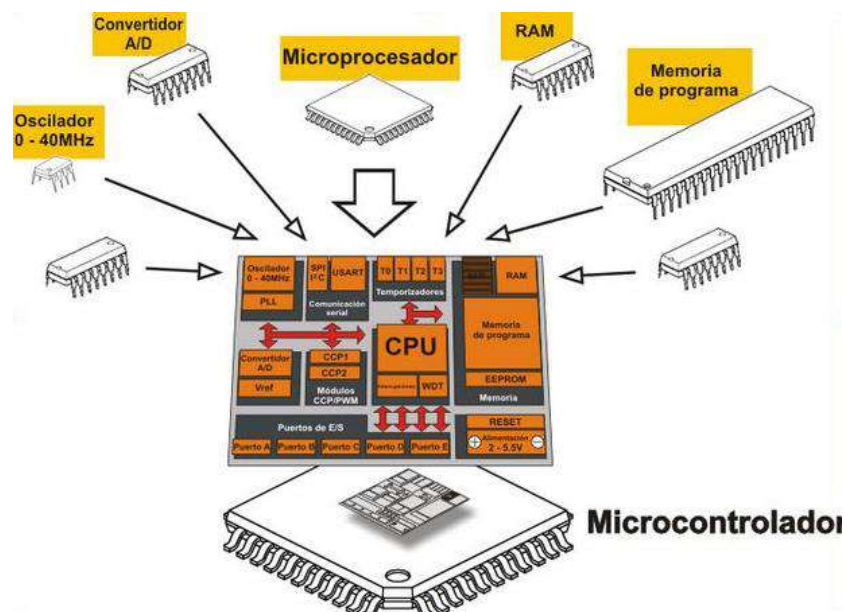 Convertidor
A/D
Microprocesador
RAM
Memoria
de programa
Oscilador
0 - 40MHz
Oscilador
0 - 40MHz
PLL
SPI
I²C
USART
Comunicación
serial
T0
T1
T2
T3
Temporizadores
RAM
Memoria
de programa
EEPROM
Memoria
Convertidor
A/D
Vref
CCP1
CCP2
Módulos
CCP/PWM
CPU
WDT
Puertos de E/S
Puerto A
Puerto B
Puerto C
Puerto D
Puerto E
RESET
Alimentación
+
2 - 5.5V
-
Microcontrolador